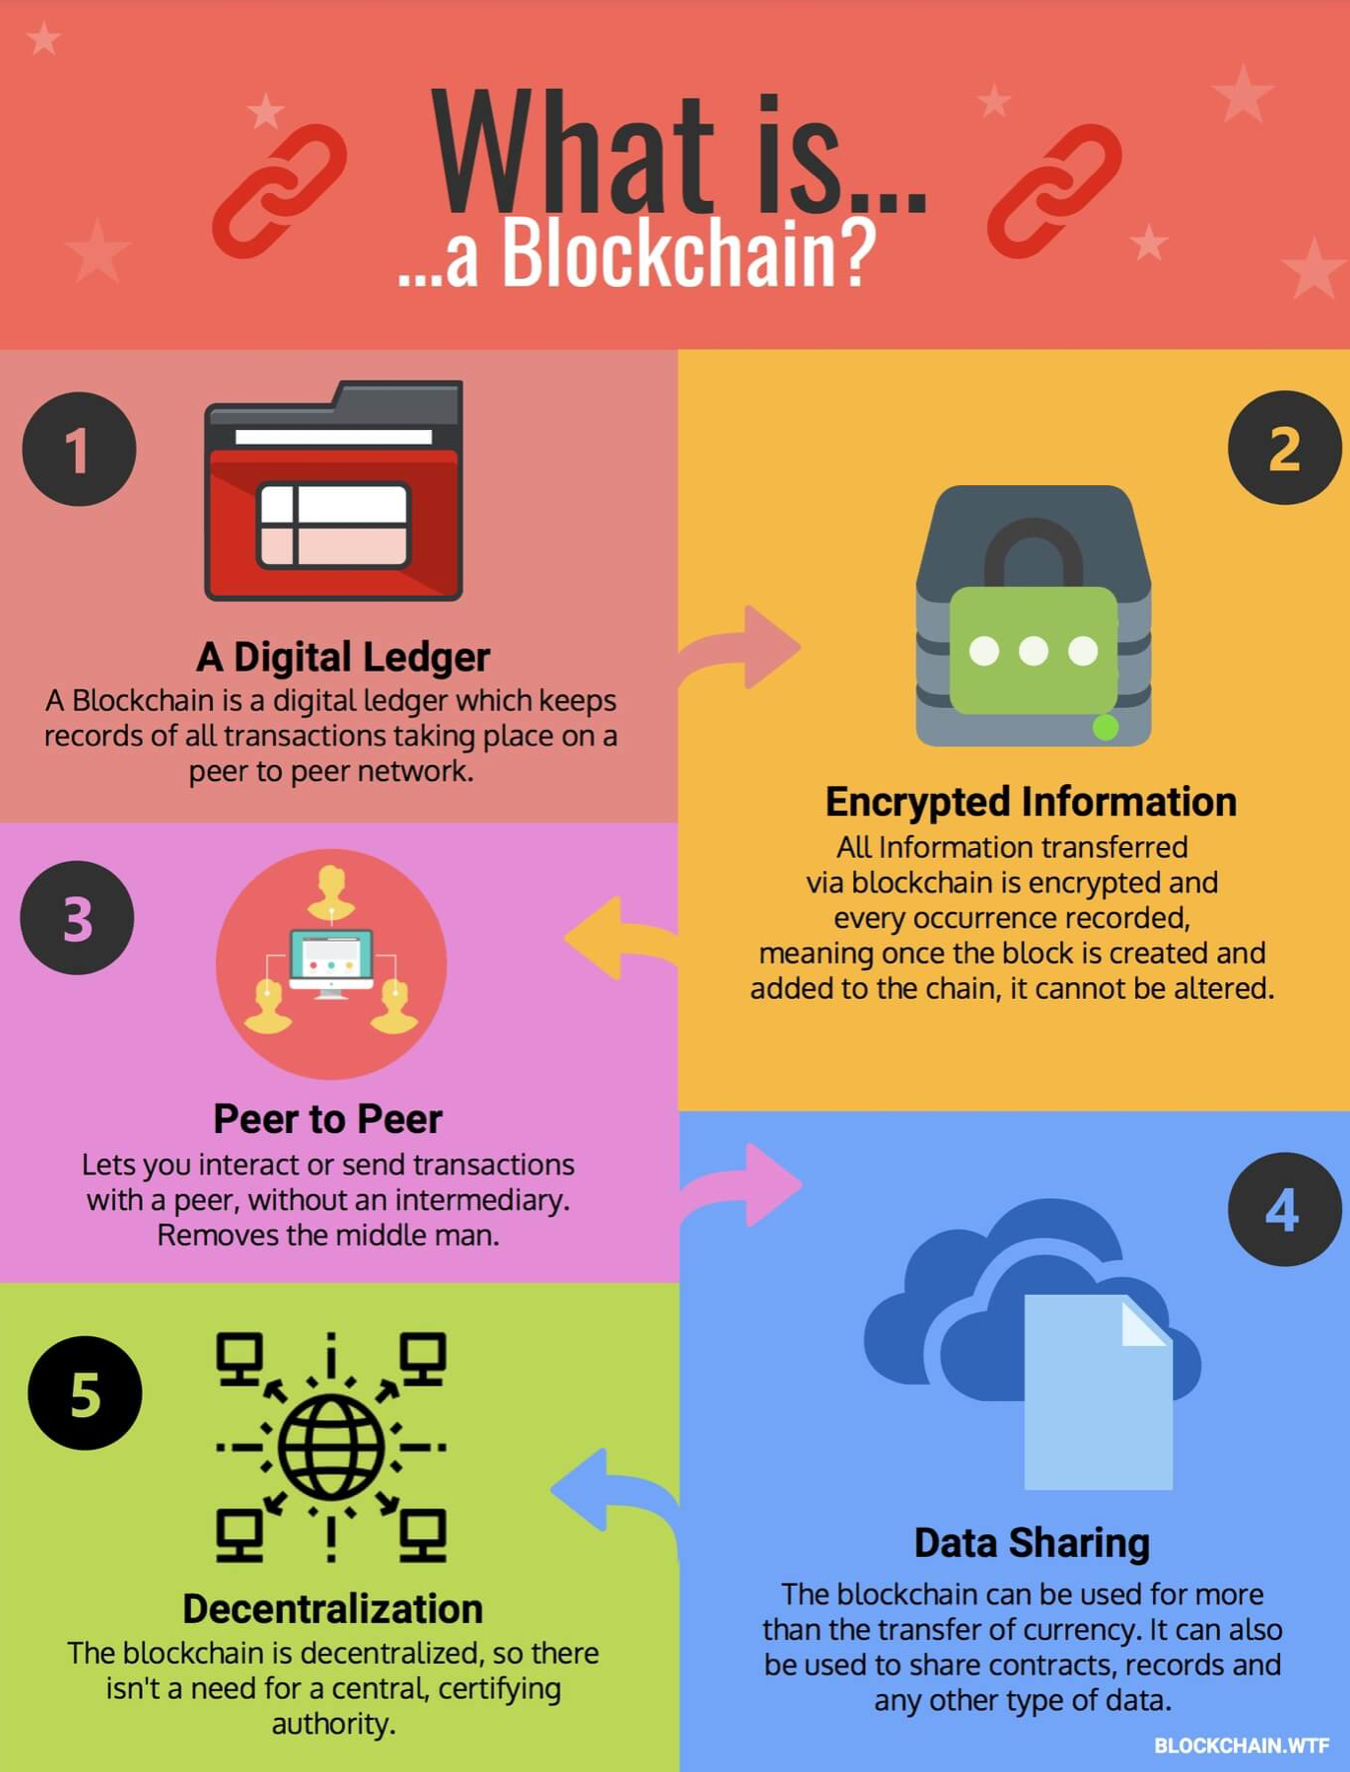 What is...
...a Blockchain?
1
A Digital Ledger
A Blockchain is a digital ledger which keeps
records of all transactions taking place on a
peer to peer network.
2
Encrypted Information
All Information transferred
via blockchain is encrypted and
every occurrence recorded,
meaning once the block is created and
added to the chain, it cannot be altered.
3
Peer to Peer
Lets you interact or send transactions
with a peer, without an intermediary.
Removes the middle man.
4
Data Sharing
The blockchain can be used for more
than the transfer of currency. It can also
be used to share contracts, records and
any other type of data.
5
Decentralization
The blockchain is decentralized, so there
isn't a need for a central, certifying
authority.
BLOCKCHAIN.WTF